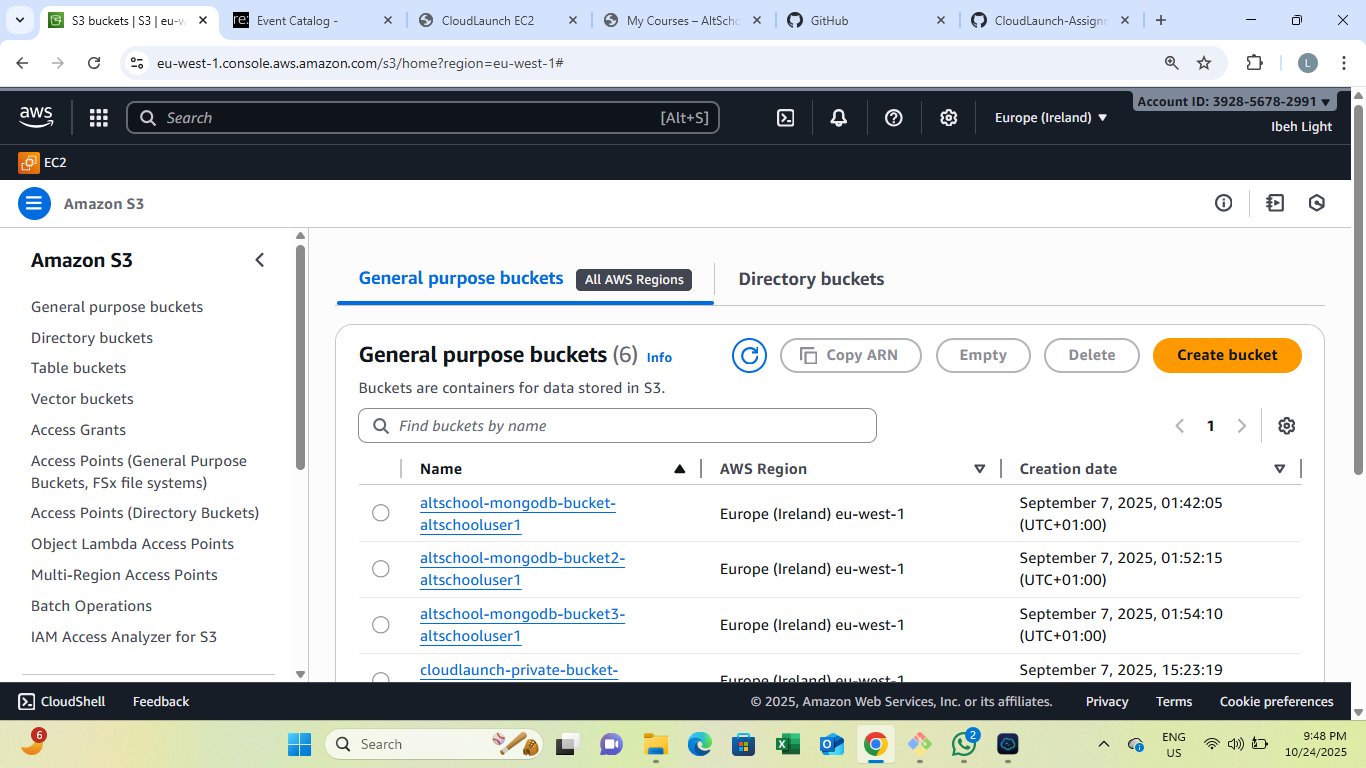 S3 buckets | S3 | eu-w
Event Catalog -
CloudLaunch EC2
My Courses – AltScho
GitHub
CloudLaunch-Assign
eu-west-1.console.aws.amazon.com/s3/home?region=eu-west-1#
L
Account ID: 3928-5678-2991
aws
Search
[Alt+S]
Europe (Ireland)
Ibeh Light
EC2
Amazon S3
Amazon S3
General purpose buckets
Directory buckets
Table buckets
Vector buckets
Access Grants
Access Points (General Purpose
Buckets, FSx file systems)
Access Points (Directory Buckets)
Object Lambda Access Points
Multi-Region Access Points
Batch Operations
IAM Access Analyzer for S3
General purpose buckets All AWS Regions
Directory buckets
General purpose buckets (6) Info
Copy ARN
Empty
Delete
Create bucket
Buckets are containers for data stored in S3.
Find buckets by name
1
Name AWS Region Creation date
altschool-mongodb-bucket-
altschooluser1
Europe (Ireland) eu-west-1
September 7, 2025, 01:42:05
(UTC+01:00)
altschool-mongodb-bucket2-
altschooluser1
Europe (Ireland) eu-west-1
September 7, 2025, 01:52:15
(UTC+01:00)
altschool-mongodb-bucket3-
altschooluser1
Europe (Ireland) eu-west-1
September 7, 2025, 01:54:10
(UTC+01:00)
cloudlaunch-private-bucket-
Europe (Ireland) eu-west-1
September 7, 2025, 15:23:19
CloudShell
Feedback
© 2025, Amazon Web Services, Inc. or its affiliates.
Privacy
Terms
Cookie preferences
6
Search
2
ENG
US
9:48 PM
10/24/2025